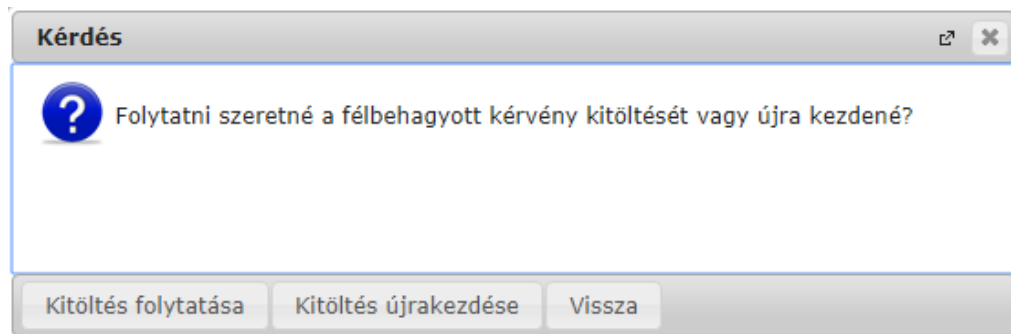 Kérdés
Folytatni szeretné a félbehagyott kérvény kitöltését vagy újra kezdené?
Kitöltés folytatása Kitöltés újrakezdése Vissza